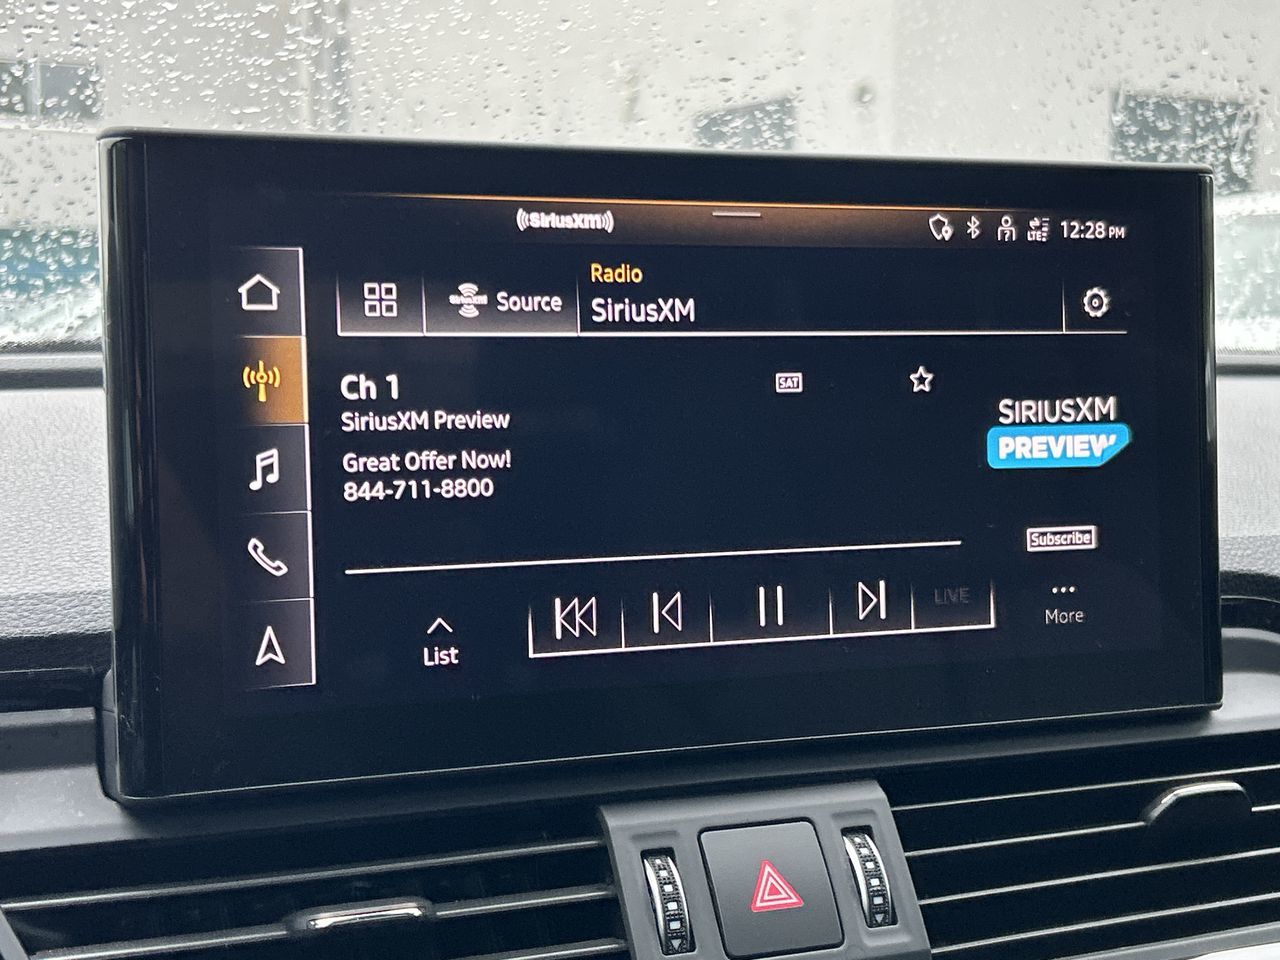 SiriusXM
LTE 12:28 PM
Radio
SiriusXM Source
SiriusXM
Ch 1
SAT
SiriusXM Preview
SIRIUSXM
PREVIEW
Great Offer Now!
844-711-8800
Subscribe
LIVE
More
List